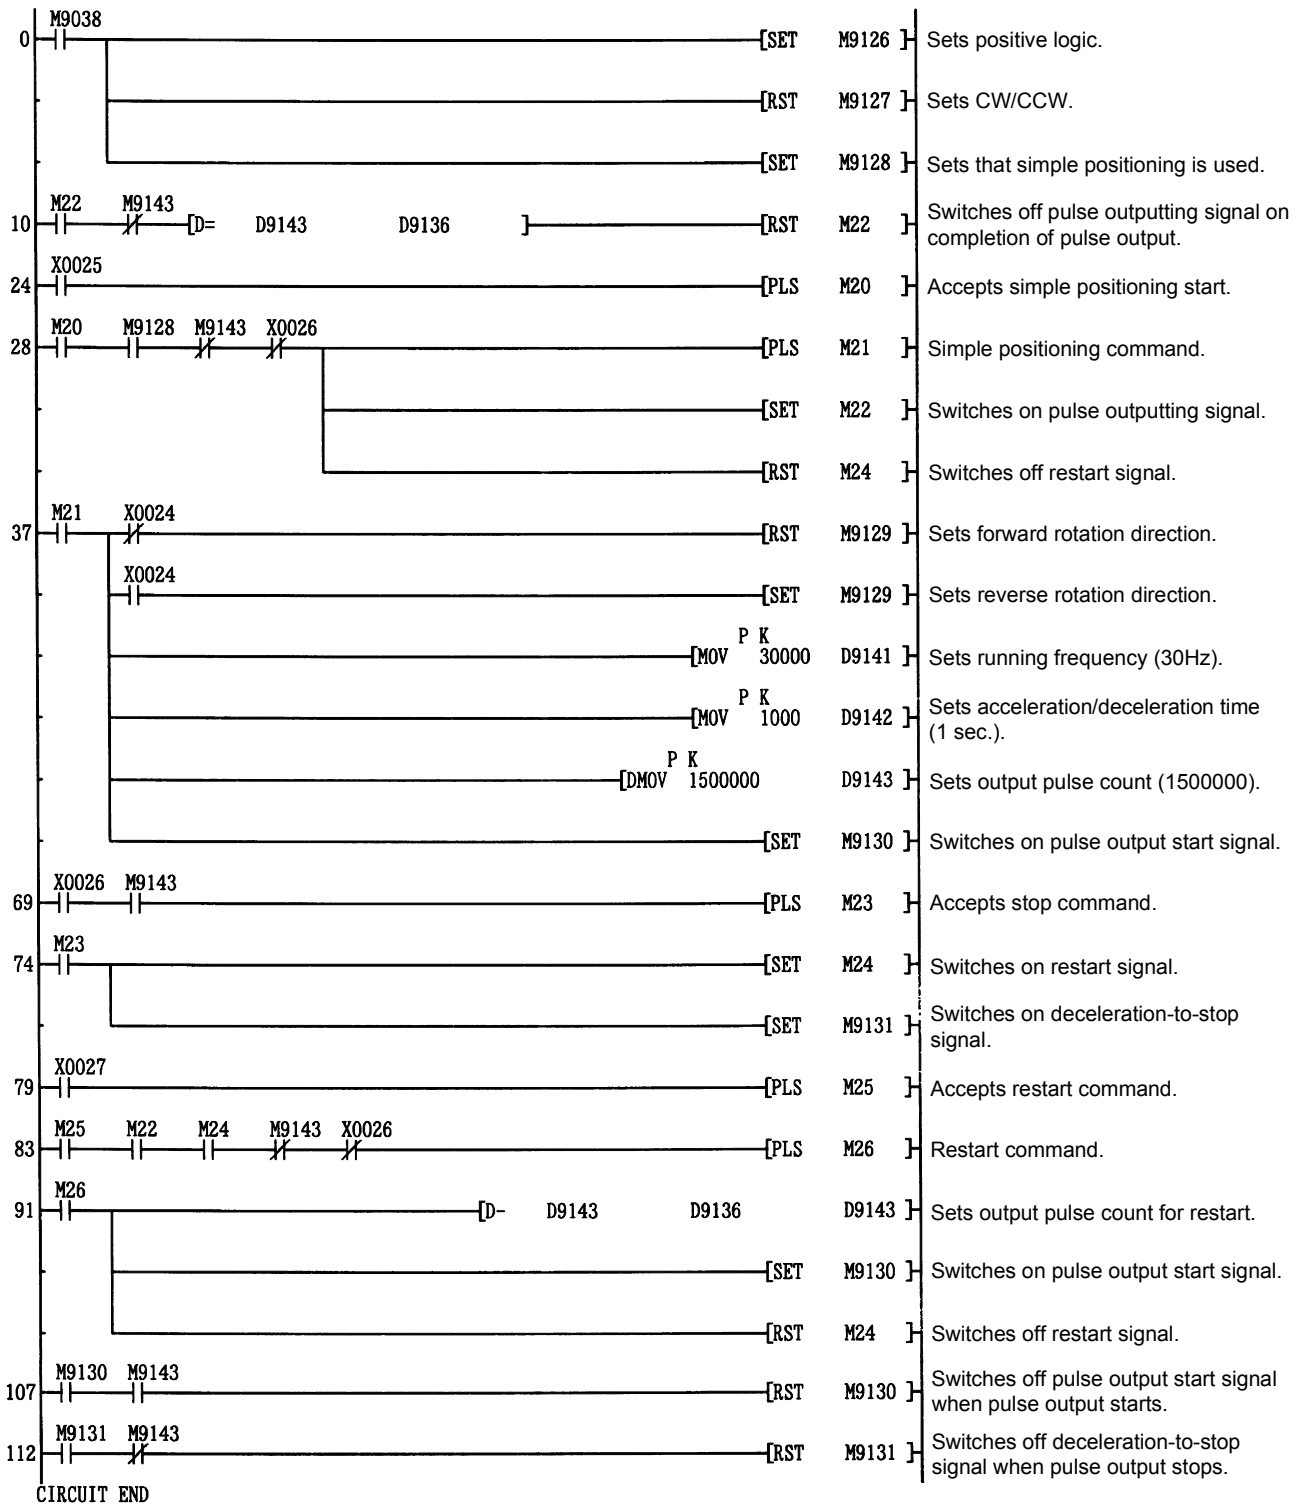 M9038
0 [SET M9126 ] Sets positive logic.
[RST M9127 ] Sets CW/CCW.
[SET M9128 ] Sets that simple positioning is used.
M22 M9143
10 [D= D9143 D9136 ] [RST M22 ] Switches off pulse outputting signal on
completion of pulse output.
X0025
24 [PLS M20 ] Accepts simple positioning start.
M20 M9128 M9143 X0026
28 [PLS M21 ] Simple positioning command.
[SET M22 ] Switches on pulse outputting signal.
[RST M24 ] Switches off restart signal.
M21 X0024
37 [RST M9129 ] Sets forward rotation direction.
X0024
[SET M9129 ] Sets reverse rotation direction.
P K
[MOV 30000 D9141 ] Sets running frequency (30Hz).
P K
[MOV 1000 D9142 ] Sets acceleration/deceleration time
(1 sec.).
P K
[DMOV 1500000 D9143 ] Sets output pulse count (1500000).
[SET M9130 ] Switches on pulse output start signal.
X0026 M9143
69 [PLS M23 ] Accepts stop command.
M23
74 [SET M24 ] Switches on restart signal.
[SET M9131 ] Switches on deceleration-to-stop
signal.
X0027
79 [PLS M25 ] Accepts restart command.
M25 M22 M24 M9143 X0026
83 [PLS M26 ] Restart command.
M26
91 [D- D9143 D9136 D9143 ] Sets output pulse count for restart.
[SET M9130 ] Switches on pulse output start signal.
[RST M24 ] Switches off restart signal.
M9130 M9143
107 [RST M9130 ] Switches off pulse output start signal
when pulse output starts.
M9131 M9143
112 [RST M9131 ] Switches off deceleration-to-stop
signal when pulse output stops.
CIRCUIT END